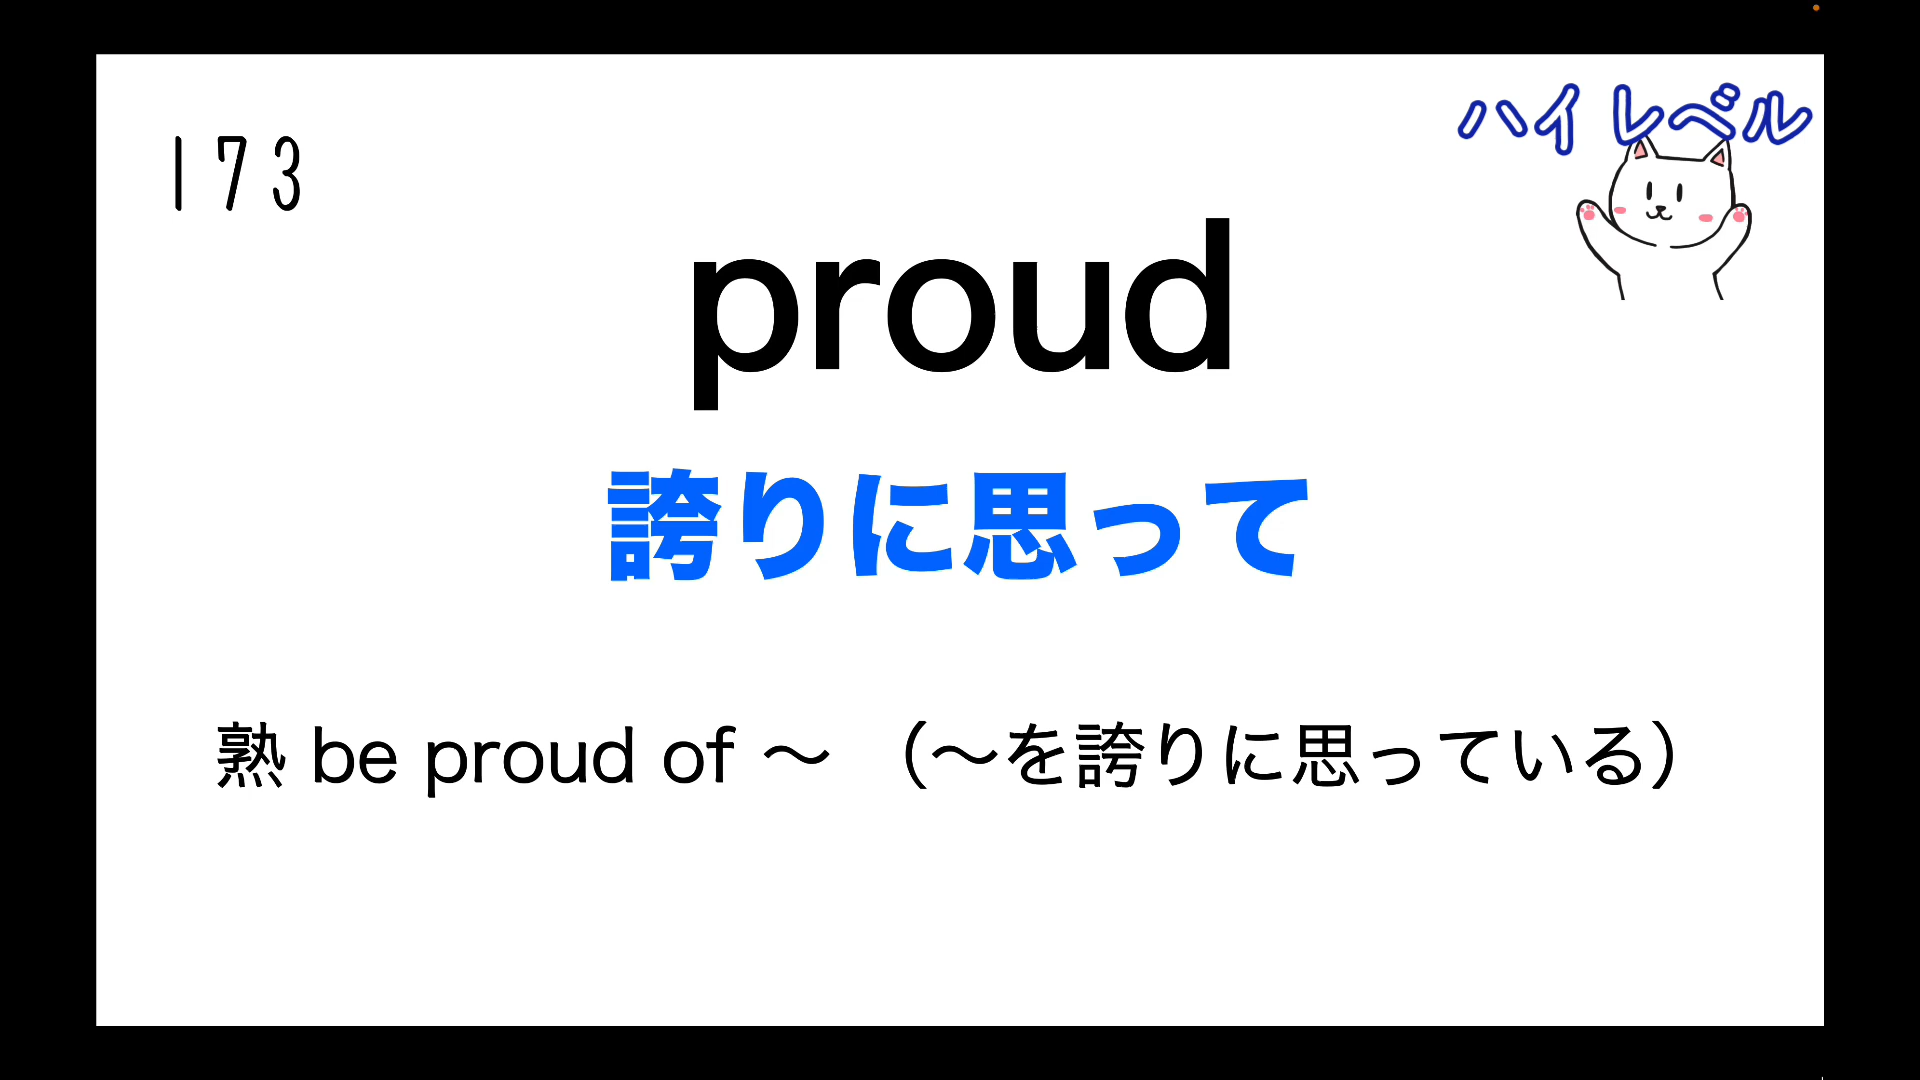 173
ハイレベル
proud
誇りに思って
熟 be proud of ～ （～を誇りに思っている）